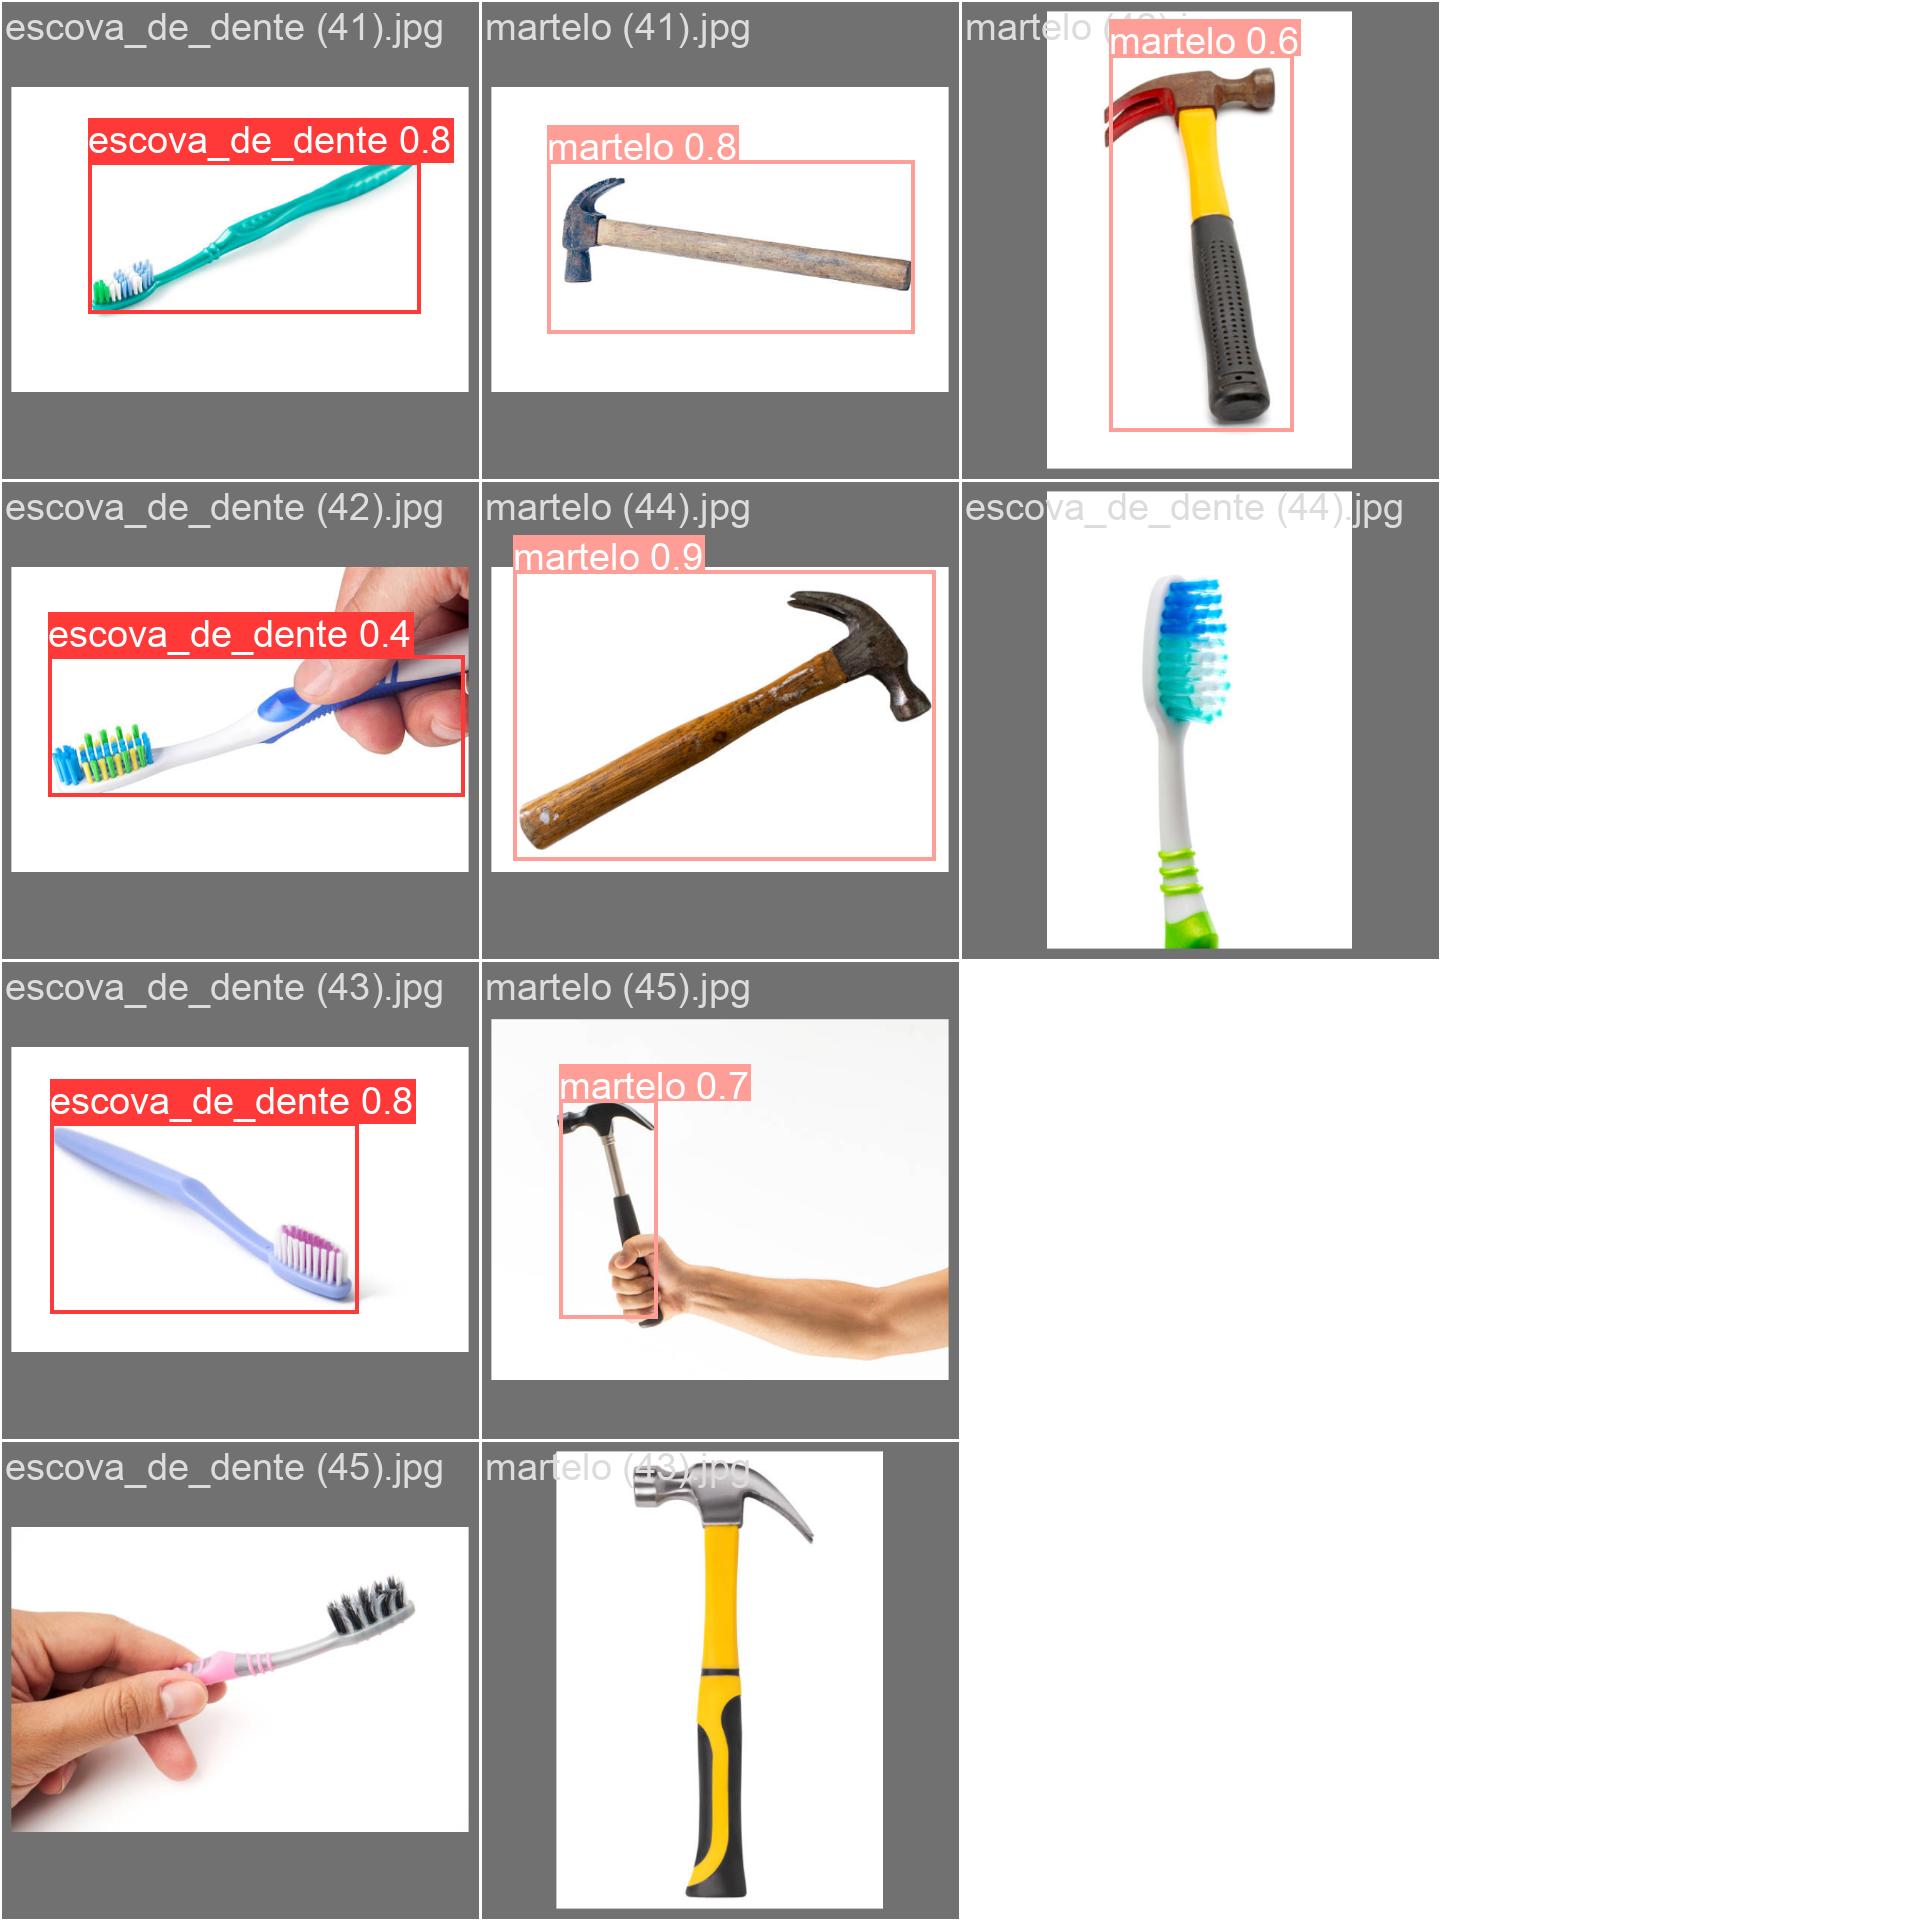 escova_de_dente (41).jpg
escova_de_dente 0.8
martelo (41).jpg
martelo 0.8
martelo (
martelo 0.6
escova_de_dente (42).jpg
escova_de_dente 0.4
martelo (44).jpg
martelo 0.9
escova_de_dente (44).jpg
escova_de_dente (43).jpg
escova_de_dente 0.8
martelo (45).jpg
martelo 0.7
escova_de_dente (45).jpg
martelo (43).jpg